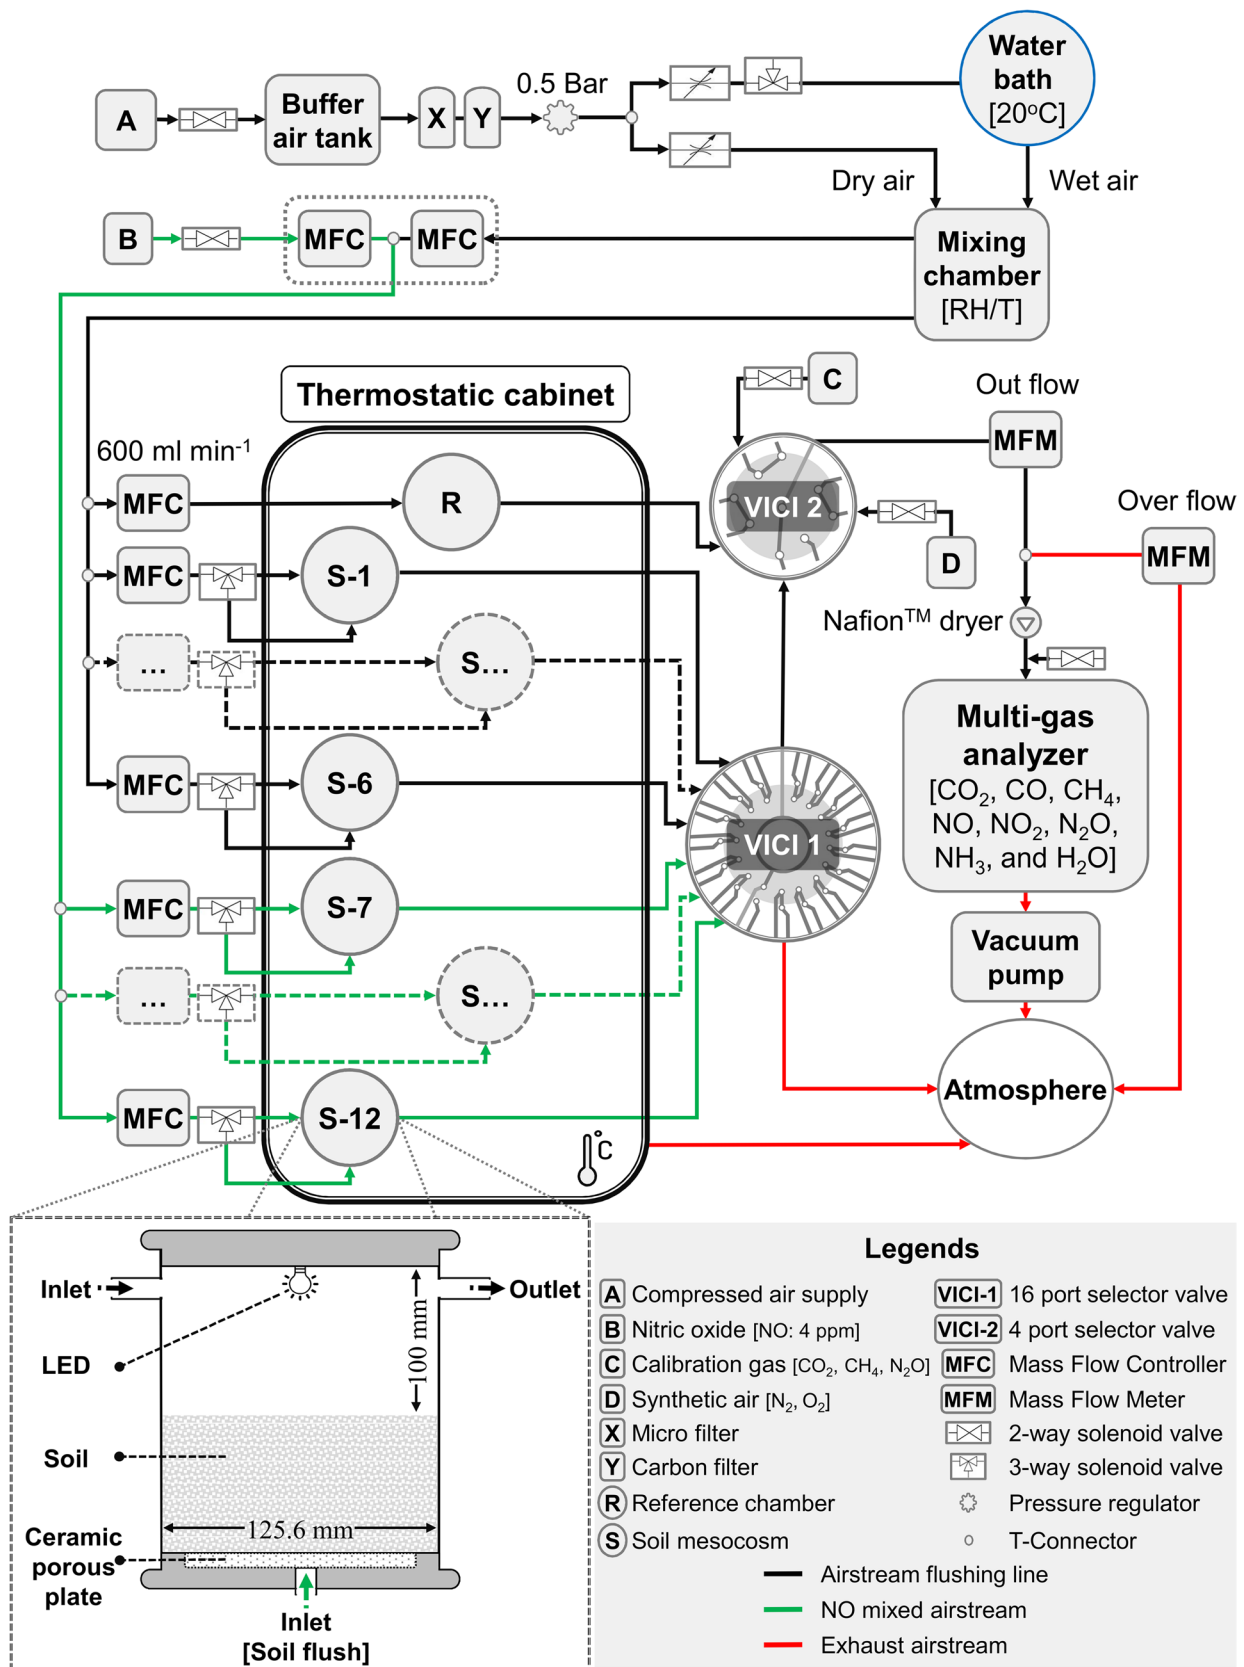 Water
bath
[20°C]
0.5 Bar
A
Buffer
air tank
X
Y
Dry air
Wet air
B
MFC
MFC
Mixing
chamber
[RH/T]
Thermostatic cabinet
C
Out flow
MFM
600 ml min⁻¹
MFC
R
VICI 2
Over flow
MFM
D
MFC
S-1
Nafion™ dryer
...
S...
Multi-gas
analyzer
[CO₂, CO, CH₄,
NO, NO₂, N₂O,
NH₃, and H₂O]
MFC
S-6
VICI 1
MFC
S-7
Vacuum
pump
...
S...
Atmosphere
MFC
S-12
°C
Inlet
Outlet
LED
100 mm
Soil
125.6 mm
Ceramic
porous
plate
Inlet
[Soil flush]
Legends
A Compressed air supply
VICI-1 16 port selector valve
B Nitric oxide [NO: 4 ppm]
VICI-2 4 port selector valve
C Calibration gas [CO₂, CH₄, N₂O]
MFC Mass Flow Controller
D Synthetic air [N₂, O₂]
MFM Mass Flow Meter
X Micro filter
2-way solenoid valve
Y Carbon filter
3-way solenoid valve
R Reference chamber
Pressure regulator
S Soil mesocosm
T-Connector
Airstream flushing line
NO mixed airstream
Exhaust airstream